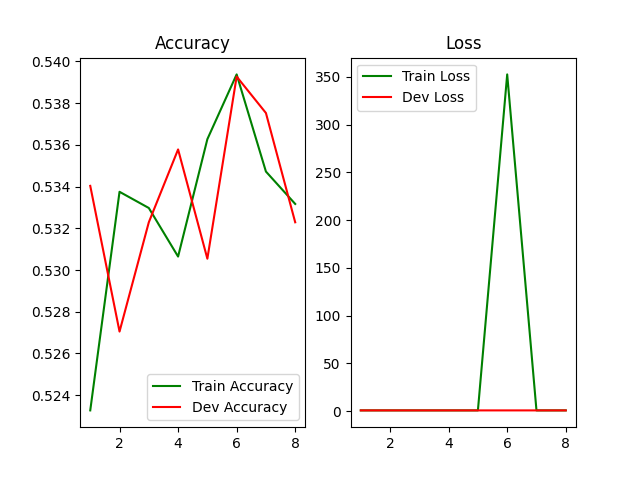 Accuracy
0.540
0.538
0.536
0.534
0.532
0.530
0.528
0.526
0.524
Train Accuracy
Dev Accuracy
2 4 6 8
Loss
Train Loss
Dev Loss
350
300
250
200
150
100
50
0
2 4 6 8